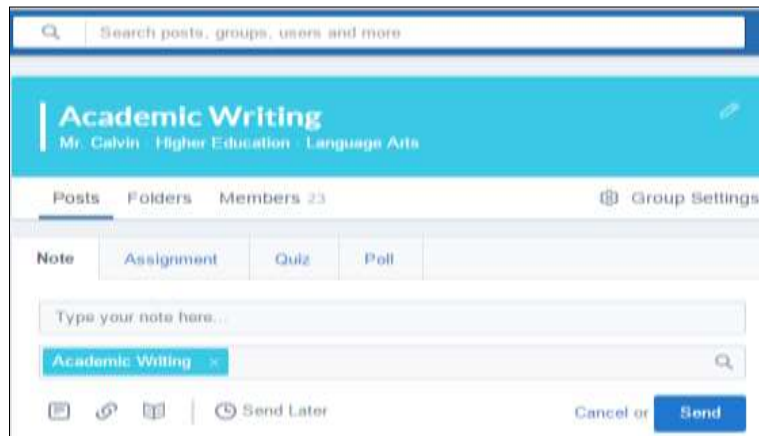 Search posts, groups, users and more
Academic Writing
Mr. Calvin · Higher Education · Language Arts
Posts Folders Members 23 Group Settings
Note Assignment Quiz Poll
Type your note here...
Academic Writing ×
Send Later Cancel or Send